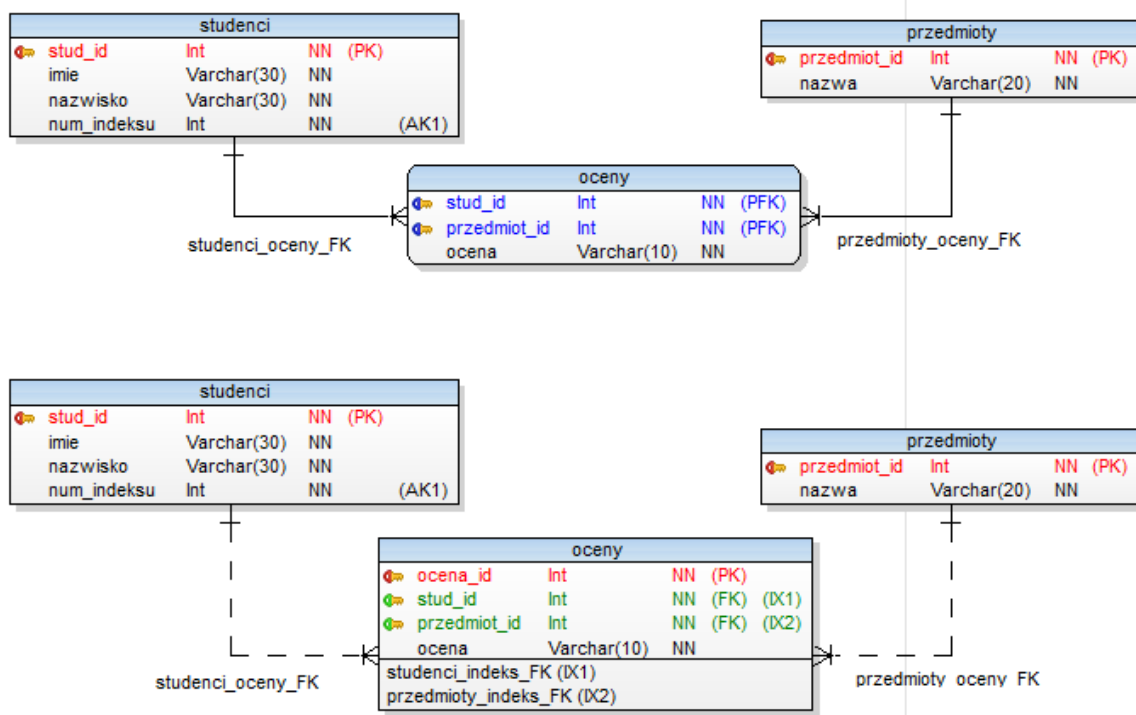 studenci
stud_id Int NN (PK)
imie Varchar(30) NN
nazwisko Varchar(30) NN
num_indeksu Int NN (AK1)
przedmioty
przedmiot_id Int NN (PK)
nazwa Varchar(20) NN
oceny
stud_id Int NN (PFK)
przedmiot_id Int NN (PFK)
ocena Varchar(10) NN
studenci_oceny_FK
przedmioty_oceny_FK
studenci
stud_id Int NN (PK)
imie Varchar(30) NN
nazwisko Varchar(30) NN
num_indeksu Int NN (AK1)
przedmioty
przedmiot_id Int NN (PK)
nazwa Varchar(20) NN
oceny
ocena_id Int NN (PK)
stud_id Int NN (FK) (IX1)
przedmiot_id Int NN (FK) (IX2)
ocena Varchar(10) NN
studenci_indeks_FK (IX1)
przedmioty_indeks_FK (IX2)
studenci_oceny_FK
przedmioty_oceny_FK